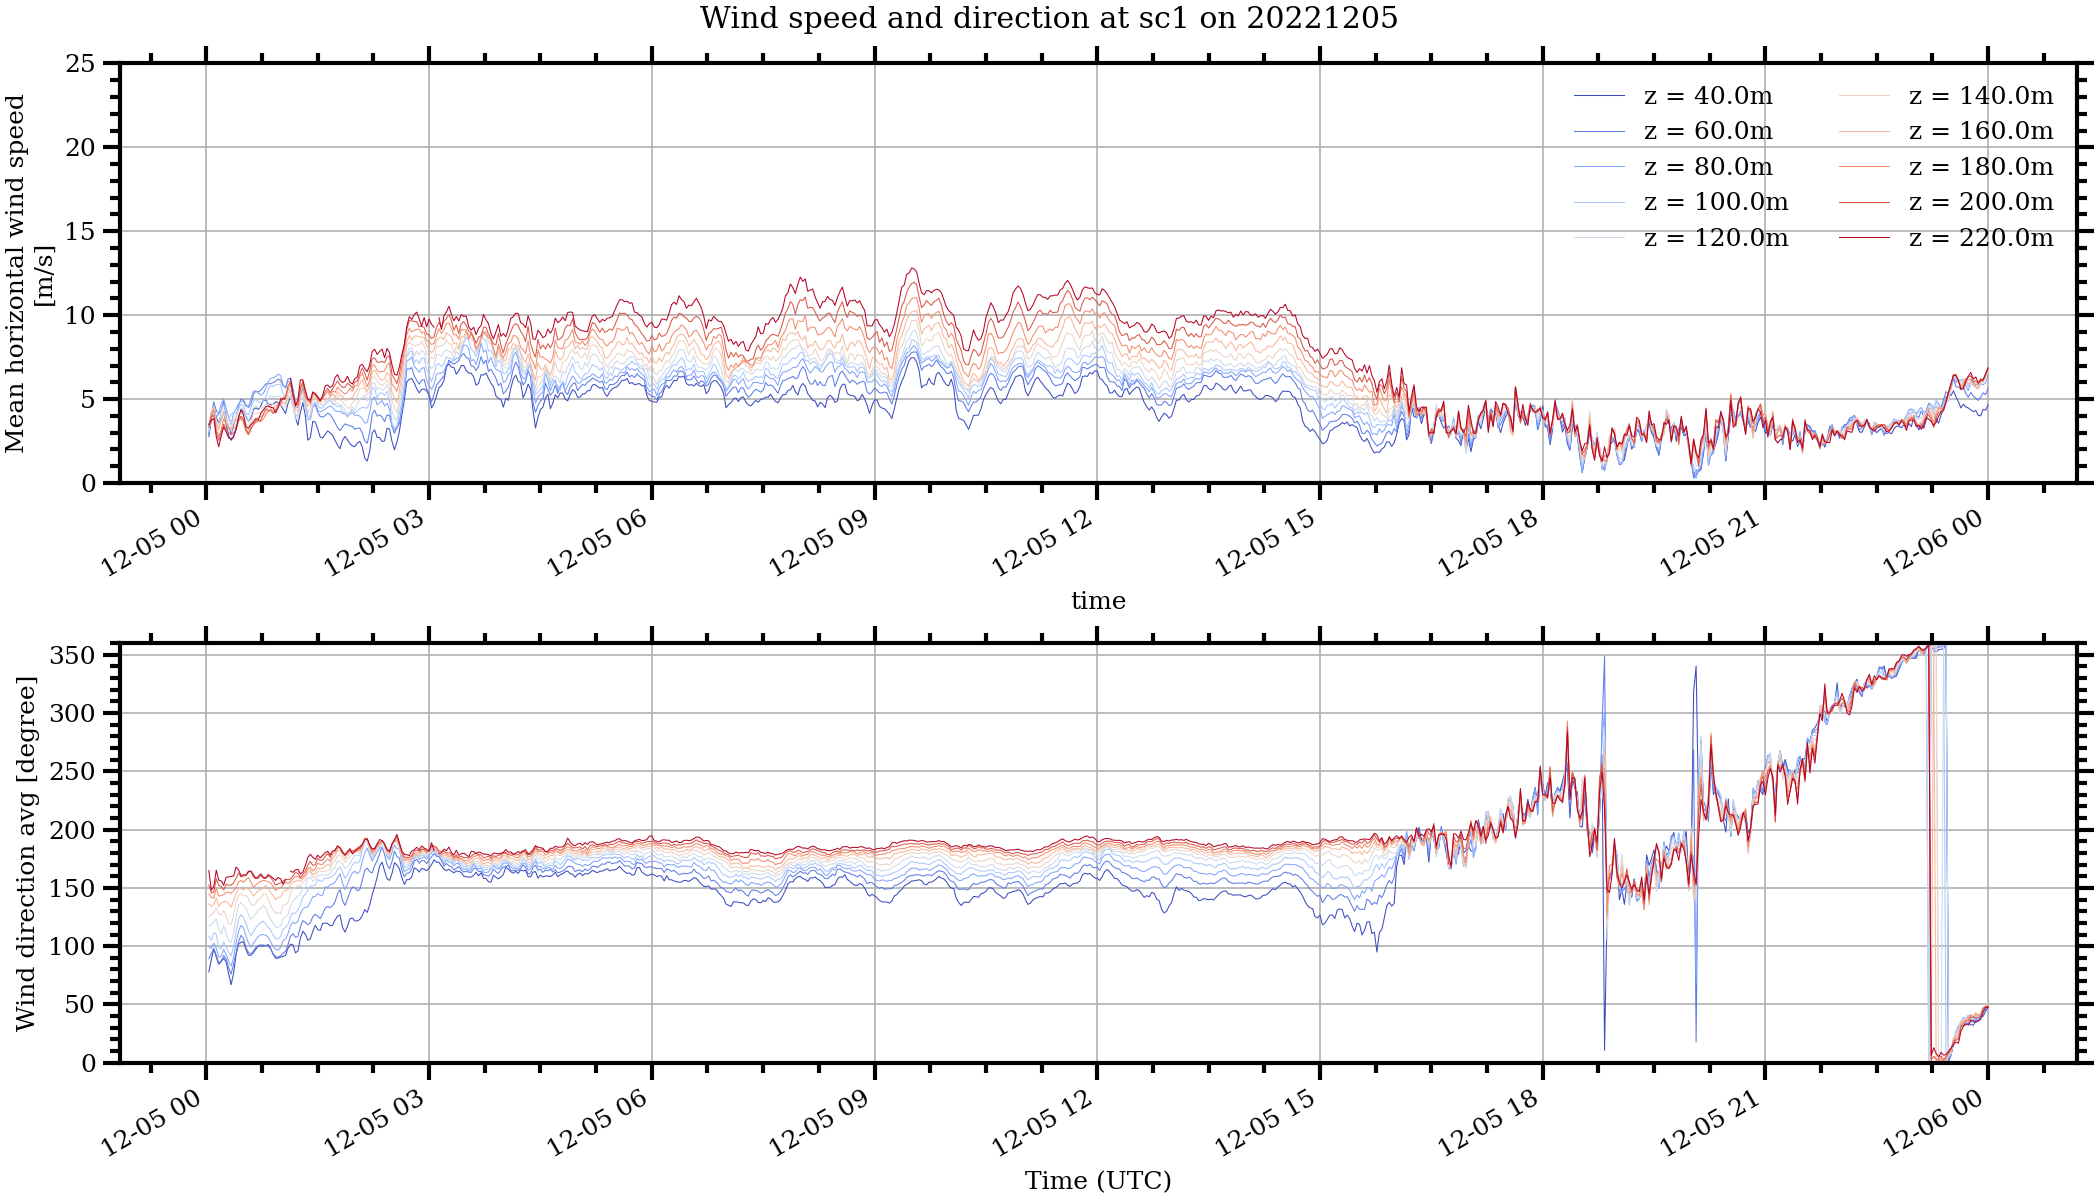 Wind speed and direction at sc1 on 20221205
Mean horizontal wind speed
[m/s]
25
20
15
10
5
0
z = 40.0m
z = 60.0m
z = 80.0m
z = 100.0m
z = 120.0m
z = 140.0m
z = 160.0m
z = 180.0m
z = 200.0m
z = 220.0m
12-05 00
12-05 03
12-05 06
12-05 09
12-05 12
12-05 15
12-05 18
12-05 21
12-06 00
time
Wind direction avg [degree]
350
300
250
200
150
100
50
0
12-05 00
12-05 03
12-05 06
12-05 09
12-05 12
12-05 15
12-05 18
12-05 21
12-06 00
Time (UTC)